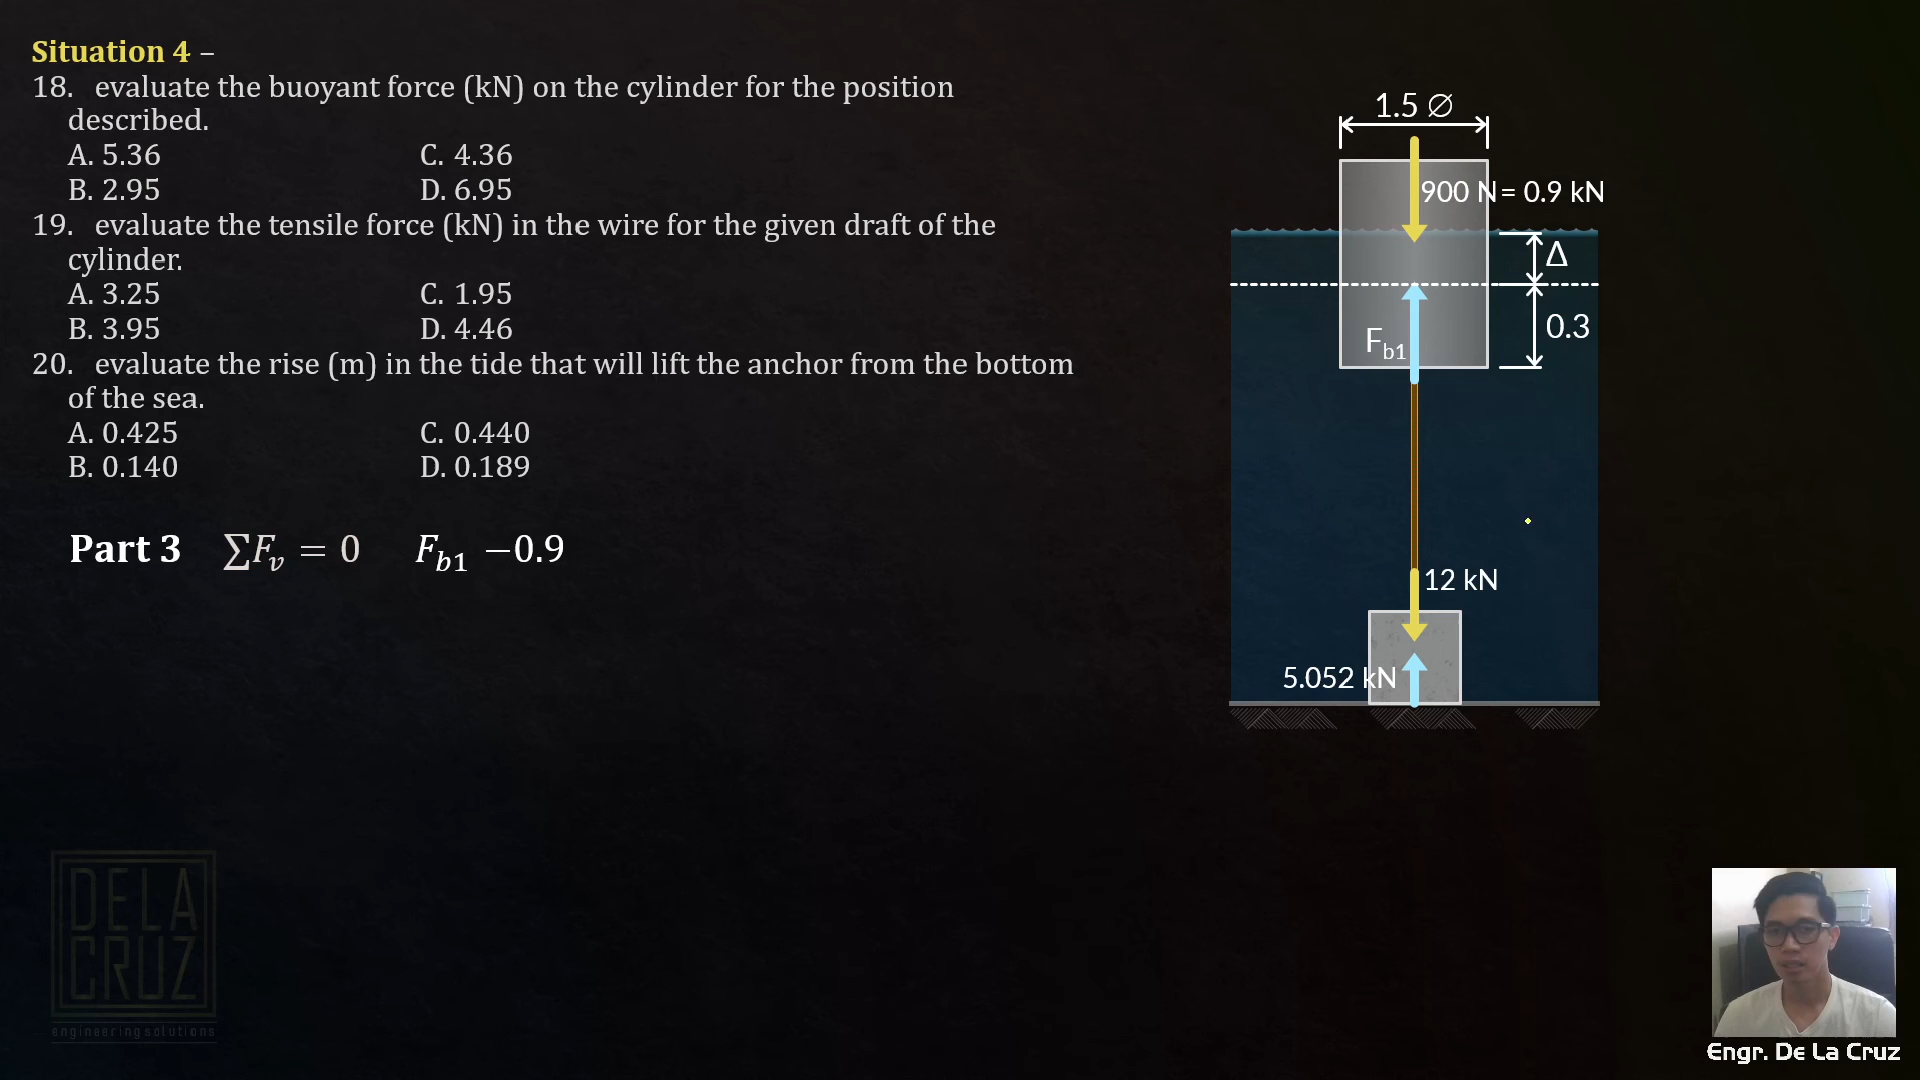 Situation 4 –
18. evaluate the buoyant force (kN) on the cylinder for the position
described.
A. 5.36 C. 4.36
B. 2.95 D. 6.95
19. evaluate the tensile force (kN) in the wire for the given draft of the
cylinder.
A. 3.25 C. 1.95
B. 3.95 D. 4.46
20. evaluate the rise (m) in the tide that will lift the anchor from the bottom
of the sea.
A. 0.425 C. 0.440
B. 0.140 D. 0.189
Part 3 ∑Fv = 0 Fb1 −0.9
1.5 ∅
900 N = 0.9 kN
Δ
0.3
Fb1
12 kN
5.052 kN
DELA
CRUZ
engineering solutions
Engr. De La Cruz